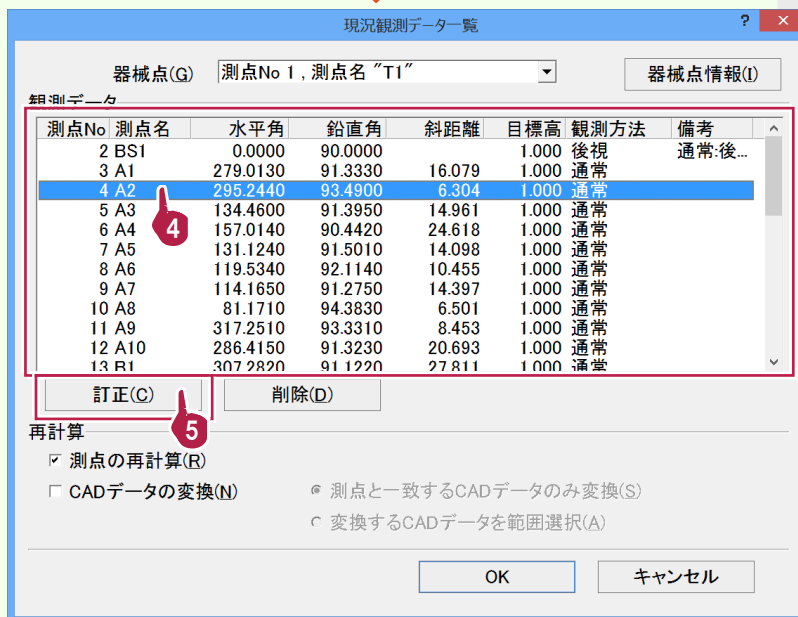 現況観測データ一覧 ? ×
器械点(G) 測点No 1 , 測点名 "T1" 器械点情報(I)
観測データ
測点No 測点名 水平角 鉛直角 斜距離 目標高 観測方法 備考
2 BS1 0.0000 90.0000 1.000 後視 通常:後...
3 A1 279.0130 91.3330 16.079 1.000 通常
4 A2 295.2440 93.4900 6.304 1.000 通常
5 A3 134.4600 91.3950 14.961 1.000 通常
6 A4 157.0140 90.4420 24.618 1.000 通常
4
7 A5 131.1240 91.5010 14.098 1.000 通常
8 A6 119.5340 92.1140 10.455 1.000 通常
9 A7 114.1650 91.2750 14.397 1.000 通常
10 A8 81.1710 94.3830 6.501 1.000 通常
11 A9 317.2510 93.3310 8.453 1.000 通常
12 A10 286.4150 91.3230 20.693 1.000 通常
13 B1 307.2820 91.1220 27.811 1.000 通常
訂正(C) 削除(D)
5
再計算
測点の再計算(R)
CADデータの変換(N) 測点と一致するCADデータのみ変換(S)
変換するCADデータを範囲選択(A)
OK キャンセル